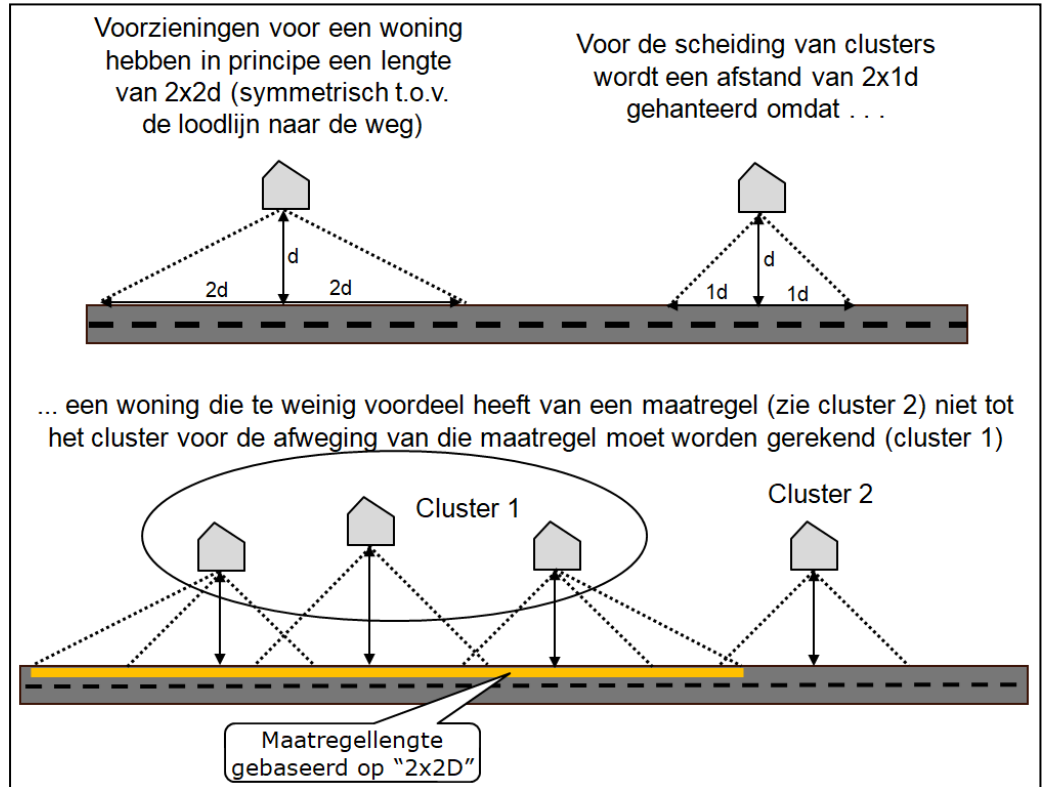 Voorzieningen voor een woning
hebben in principe een lengte
van 2x2d (symmetrisch t.o.v.
de loodlijn naar de weg)
Voor de scheiding van clusters
wordt een afstand van 2x1d
gehanteerd omdat . . .
d
2d
2d
d
1d
1d
... een woning die te weinig voordeel heeft van een maatregel (zie cluster 2) niet tot
het cluster voor de afweging van die maatregel moet worden gerekend (cluster 1)
Cluster 1
Cluster 2
Maatregellengte
gebaseerd op “2x2D”